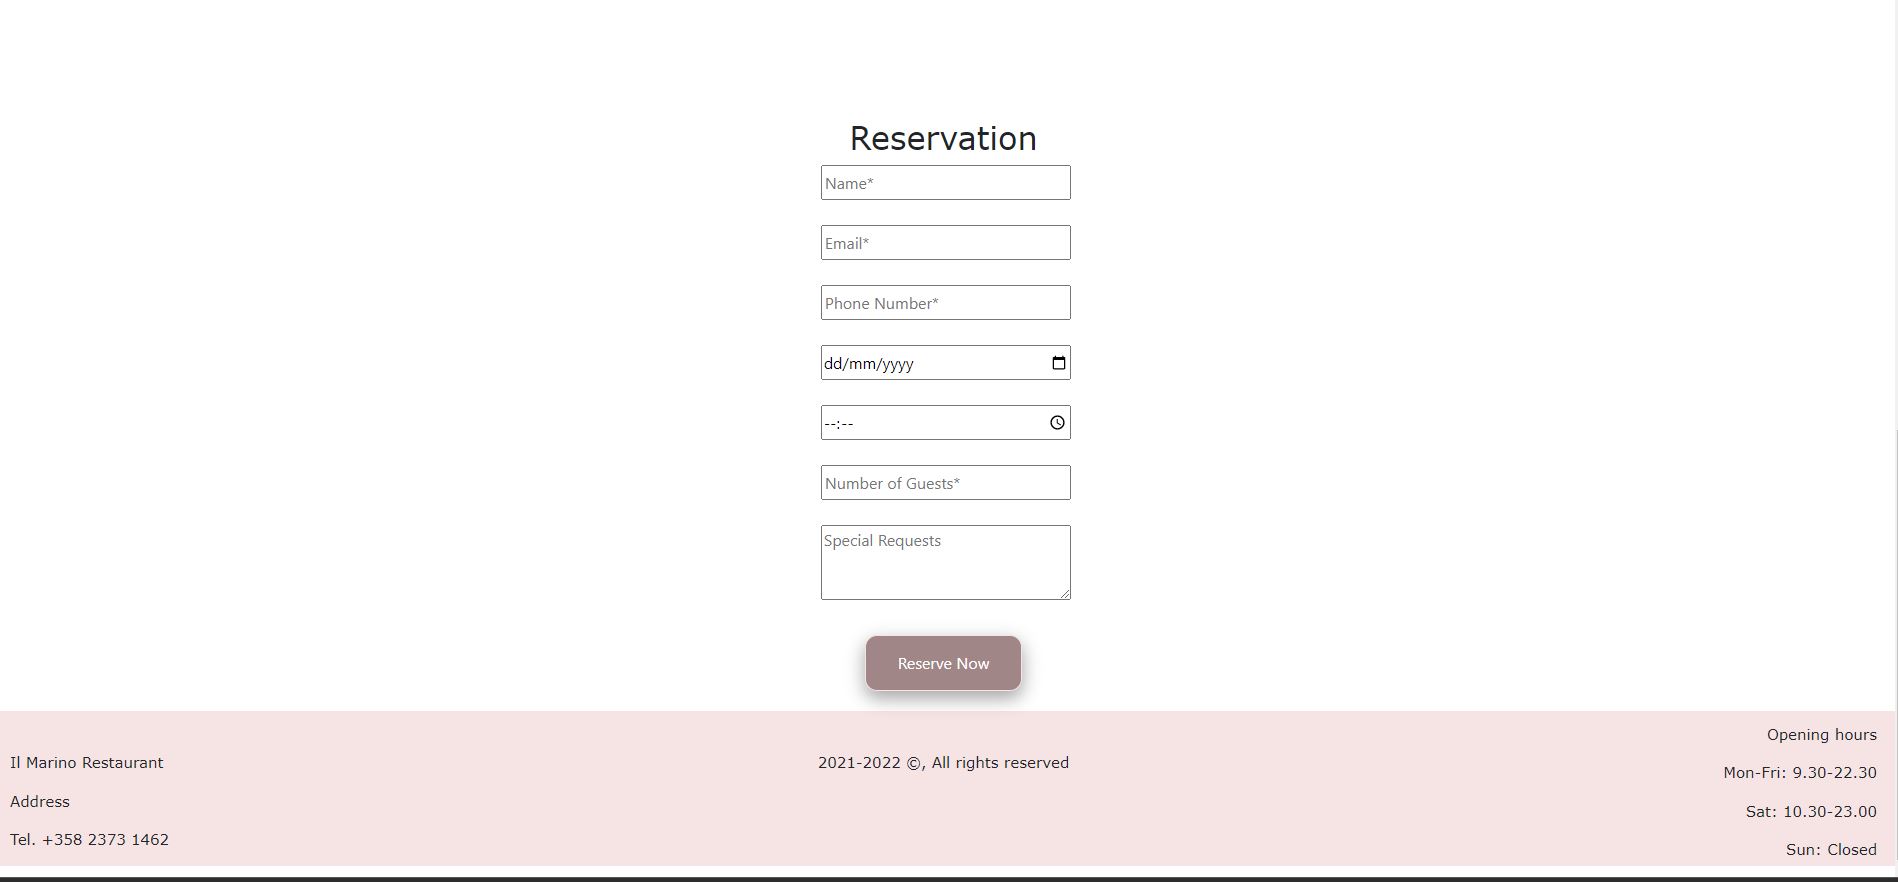 Reservation
Name*
Email*
Phone Number*
dd/mm/yyyy
--:--
Number of Guests*
Special Requests
Reserve Now
Il Marino Restaurant
Address
Tel. +358 2373 1462
2021-2022 ©, All rights reserved
Opening hours
Mon-Fri: 9.30-22.30
Sat: 10.30-23.00
Sun: Closed